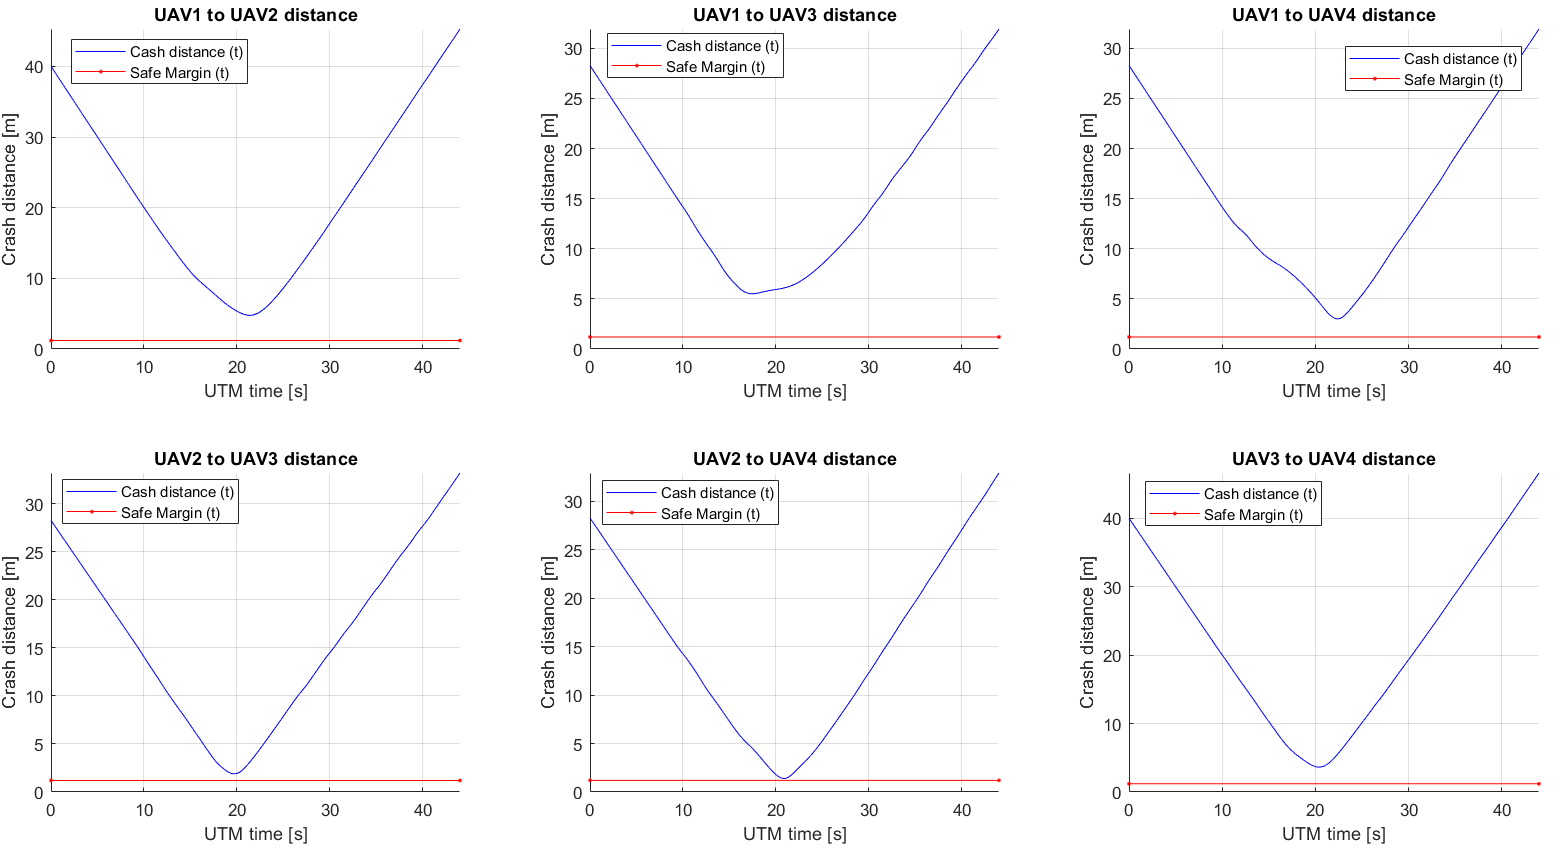 UAV1 to UAV2 distance
Cash distance (t)
Safe Margin (t)
Crash distance [m]
40
30
20
10
0
0 10 20 30 40
UTM time [s]
UAV1 to UAV3 distance
Cash distance (t)
Safe Margin (t)
Crash distance [m]
30
25
20
15
10
5
0
0 10 20 30 40
UTM time [s]
UAV1 to UAV4 distance
Cash distance (t)
Safe Margin (t)
Crash distance [m]
30
25
20
15
10
5
0
0 10 20 30 40
UTM time [s]
UAV2 to UAV3 distance
Cash distance (t)
Safe Margin (t)
Crash distance [m]
30
25
20
15
10
5
0
0 10 20 30 40
UTM time [s]
UAV2 to UAV4 distance
Cash distance (t)
Safe Margin (t)
Crash distance [m]
30
25
20
15
10
5
0
0 10 20 30 40
UTM time [s]
UAV3 to UAV4 distance
Cash distance (t)
Safe Margin (t)
Crash distance [m]
40
30
20
10
0
0 10 20 30 40
UTM time [s]